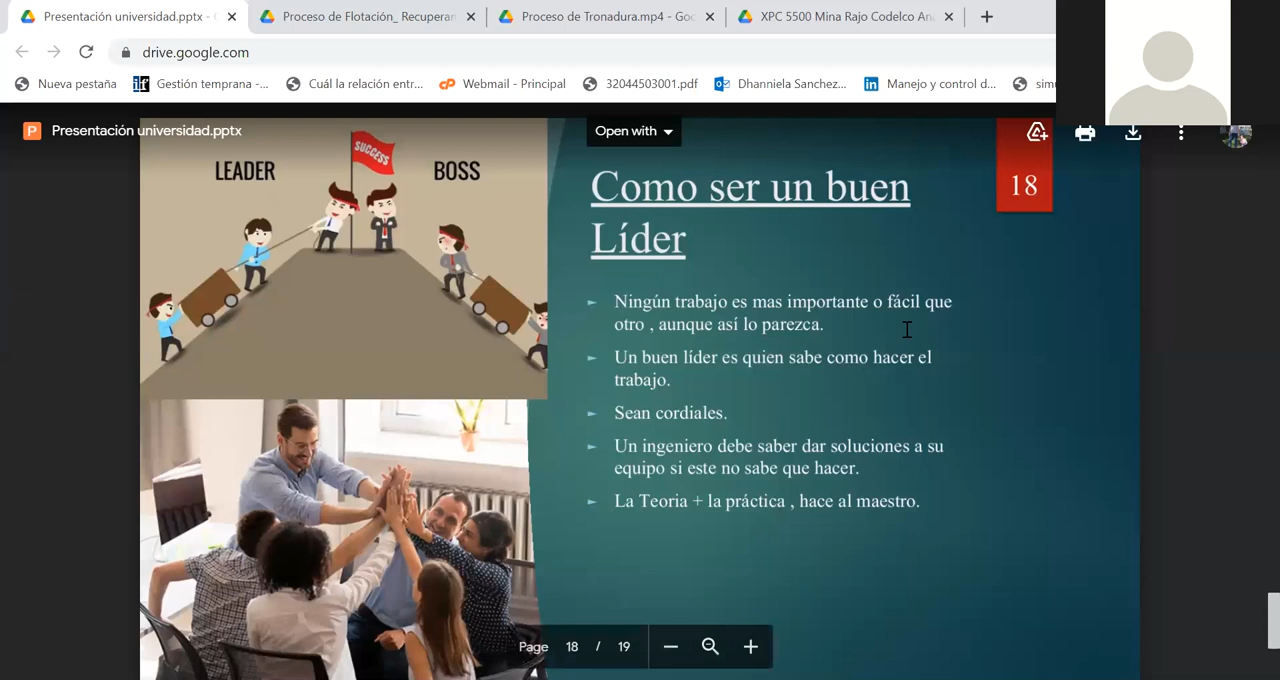 Presentación universidad.pptx - G
Proceso de Flotación_ Recuperar
Proceso de Tronadura.mp4 - Goo
XPC 5500 Mina Rajo Codelco An
drive.google.com
Nueva pestaña
Gestión temprana -...
Cuál la relación entr...
Webmail - Principal
32044503001.pdf
Dhanniela Sanchez...
Manejo y control d...
P
Presentación universidad.pptx
Open with
LEADER
SUCCESS
BOSS
18
Como ser un buen
Líder
Ningún trabajo es mas importante o fácil que
otro , aunque así lo parezca.
Un buen líder es quien sabe como hacer el
trabajo.
Sean cordiales.
Un ingeniero debe saber dar soluciones a su
equipo si este no sabe que hacer.
La Teoria + la práctica , hace al maestro.
Page 18 / 19